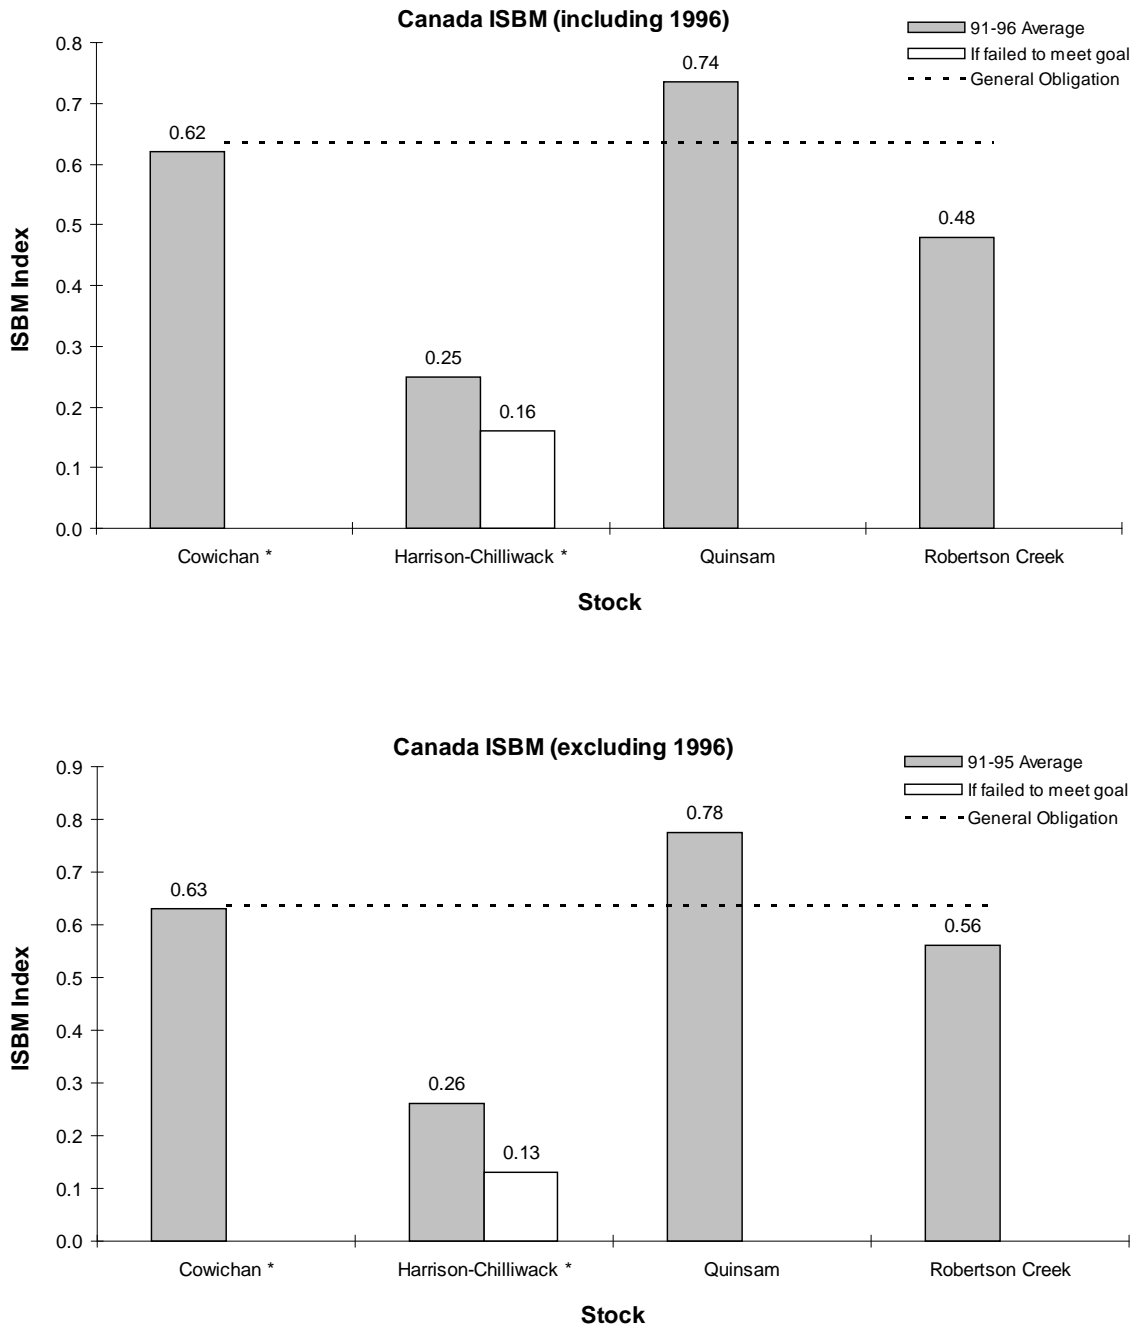 Canada ISBM (including 1996)
91-96 Average
If failed to meet goal
General Obligation
0.8
0.7
0.6
0.5
0.4
0.3
0.2
0.1
0.0
ISBM Index
0.62
0.25
0.16
0.74
0.48
Cowichan *
Harrison-Chilliwack *
Quinsam
Robertson Creek
Stock
Canada ISBM (excluding 1996)
91-95 Average
If failed to meet goal
General Obligation
0.9
0.8
0.7
0.6
0.5
0.4
0.3
0.2
0.1
0.0
ISBM Index
0.63
0.26
0.13
0.78
0.56
Cowichan *
Harrison-Chilliwack *
Quinsam
Robertson Creek
Stock